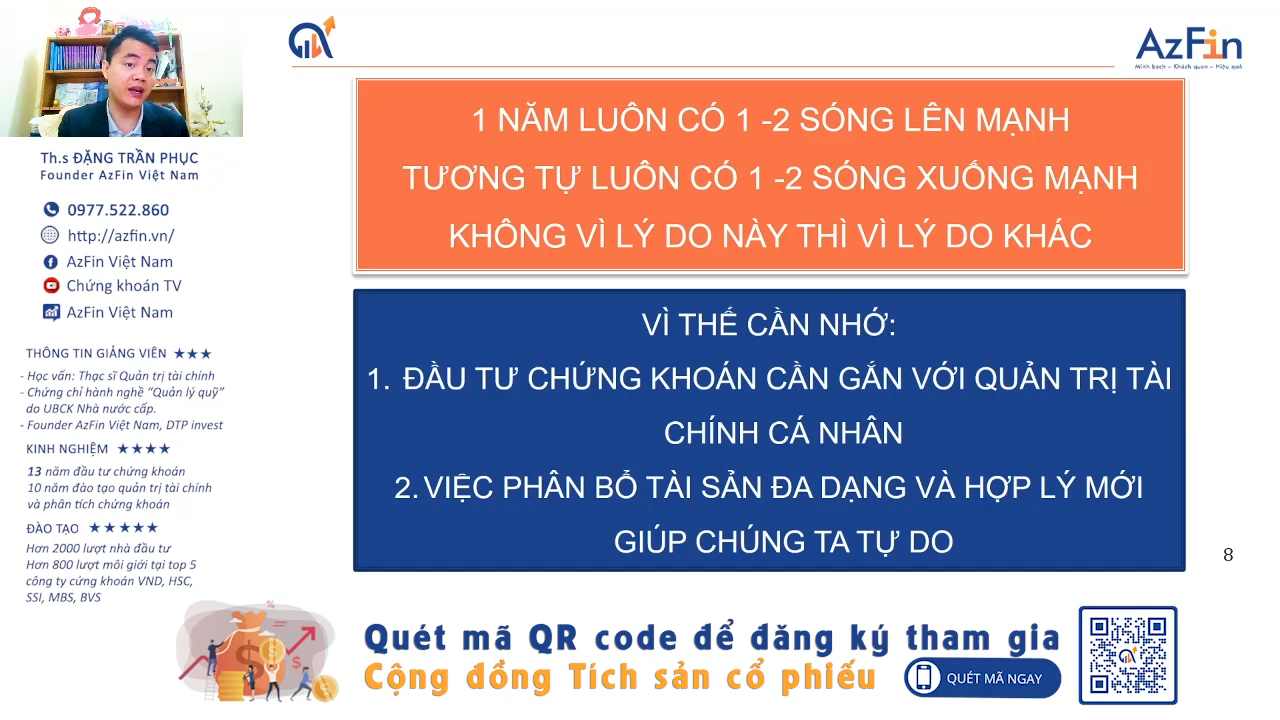 AzFin
Minh bạch – Khách quan – Hiệu quả
Th.s ĐẶNG TRẦN PHỤC
Founder AzFin Việt Nam
0977.522.860
http://azfin.vn/
AzFin Việt Nam
Chứng khoán TV
AzFin Việt Nam
THÔNG TIN GIẢNG VIÊN ★★★
- Học vấn: Thạc sĩ Quản trị tài chính
- Chứng chỉ hành nghề “Quản lý quỹ”
do UBCK Nhà nước cấp.
- Founder AzFin Việt Nam, DTP invest
KINH NGHIỆM ★★★★
13 năm đầu tư chứng khoán
10 năm đào tạo quản trị tài chính
và phân tích chứng khoán
ĐÀO TẠO ★★★★★
Hơn 2000 lượt nhà đầu tư
Hơn 800 lượt môi giới tại top 5
công ty cứng khoán VND, HSC,
SSI, MBS, BVS
1 NĂM LUÔN CÓ 1 -2 SÓNG LÊN MẠNH
TƯƠNG TỰ LUÔN CÓ 1 -2 SÓNG XUỐNG MẠNH
KHÔNG VÌ LÝ DO NÀY THÌ VÌ LÝ DO KHÁC
VÌ THẾ CẦN NHỚ:
1. ĐẦU TƯ CHỨNG KHOÁN CẦN GẮN VỚI QUẢN TRỊ TÀI
CHÍNH CÁ NHÂN
2. VIỆC PHÂN BỔ TÀI SẢN ĐA DẠNG VÀ HỢP LÝ MỚI
GIÚP CHÚNG TA TỰ DO
8
Quét mã QR code để đăng ký tham gia
Cộng đồng Tích sản cổ phiếu
QUÉT MÃ NGAY